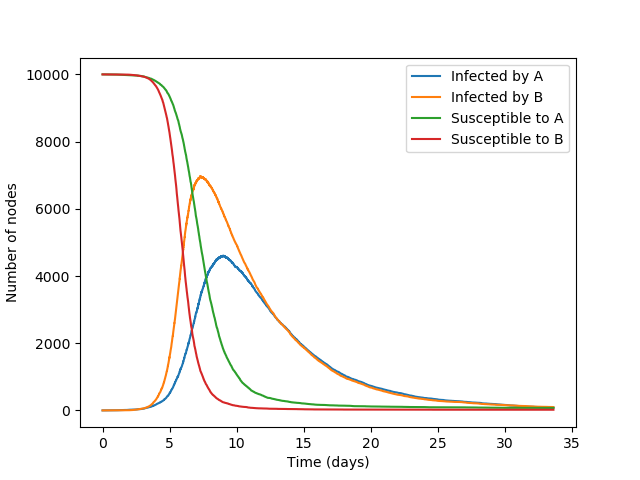 Infected by A
Infected by B
Susceptible to A
Susceptible to B
Number of nodes
10000
8000
6000
4000
2000
0
0 5 10 15 20 25 30 35
Time (days)